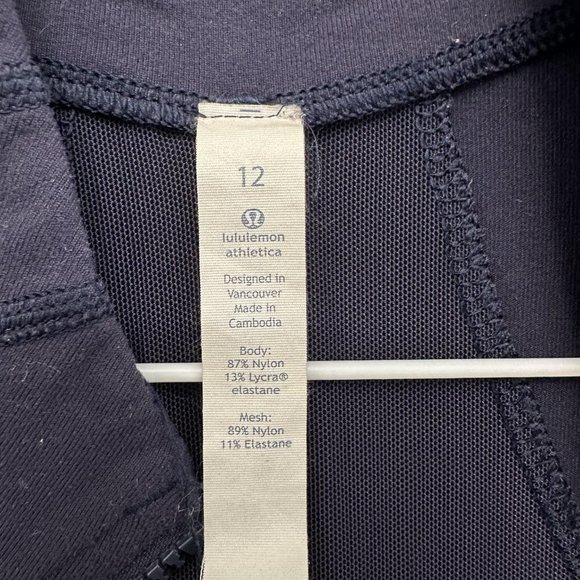 12
lululemon
athletica
Designed in
Vancouver
Made in
Cambodia
Body:
87% Nylon
13% Lycra®
elastane
Mesh:
89% Nylon
11% Elastane